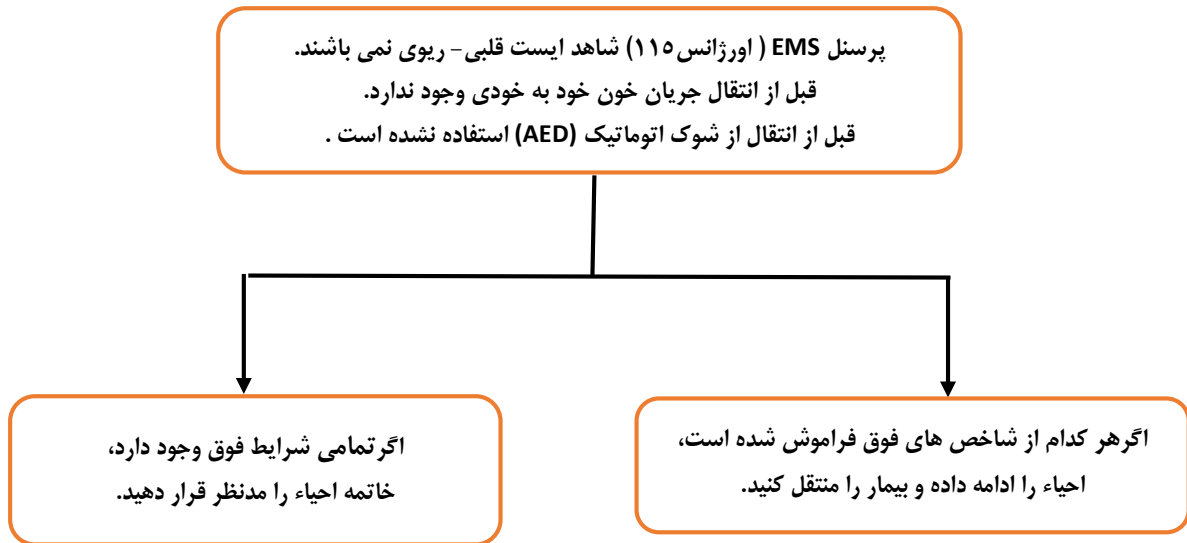 پرسنل EMS ( اورژانس۱۱۵) شاهد ایست قلبی- ریوی نمی باشند.
قبل از انتقال جریان خون خود به خودی وجود ندارد.
قبل از انتقال از شوک اتوماتیک (AED) استفاده نشده است .
اگرهر کدام از شاخص های فوق فراموش شده است،
احیاء را ادامه داده و بیمار را منتقل کنید.
اگرتمامی شرایط فوق وجود دارد،
خاتمه احیاء را مدنظر قرار دهید.